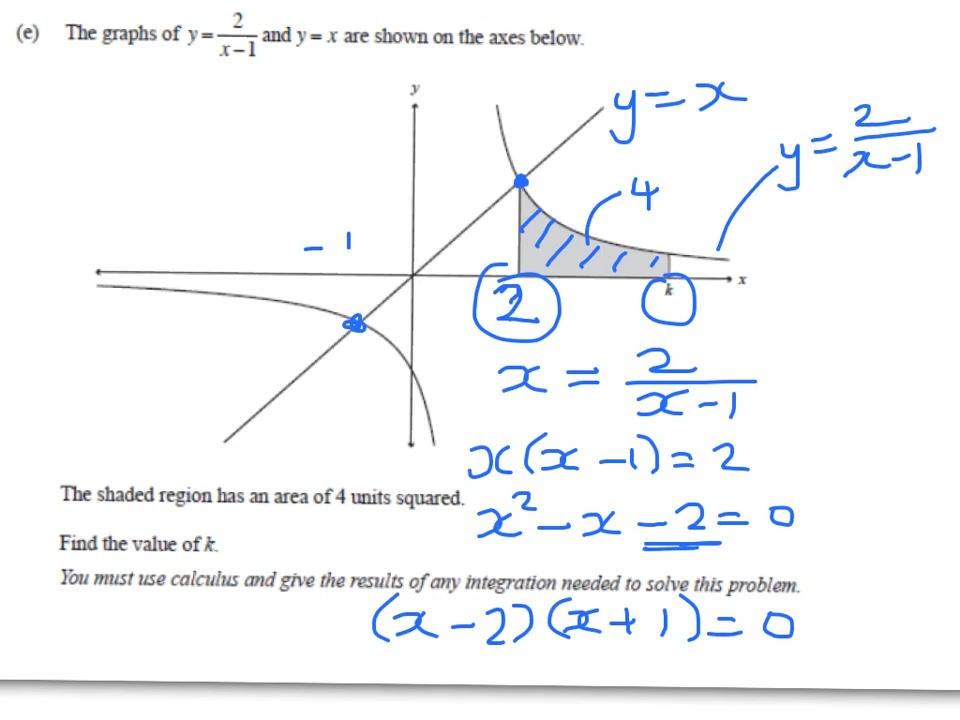 (e) The graphs of y = 2/(x−1) and y = x are shown on the axes below.
y
y = x
y = 2/(x−1)
4
−1
x
2
k
x = 2/(x−1)
x(x −1) = 2
The shaded region has an area of 4 units squared.
x² − x − 2 = 0
Find the value of k.
You must use calculus and give the results of any integration needed to solve this problem.
(x − 2)(x + 1) = 0